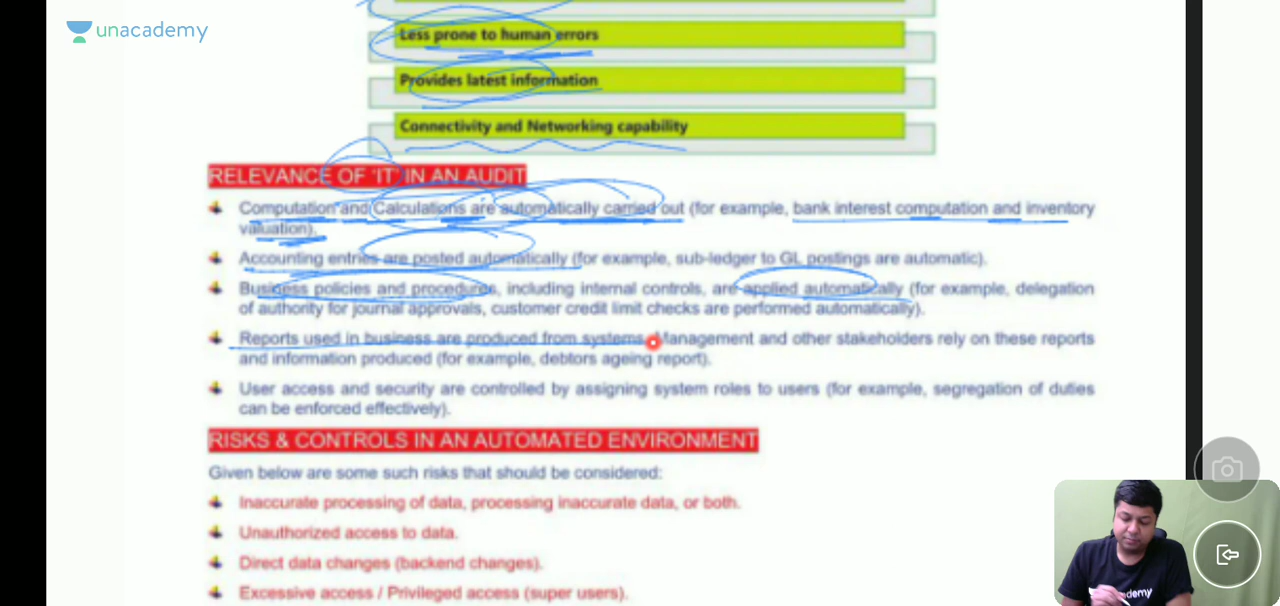 unacademy
Less prone to human errors
Provides latest information
Connectivity and Networking capability
RELEVANCE OF 'IT' IN AN AUDIT
Computation and Calculations are automatically carried out (for example, bank interest computation and inventory
valuation).
Accounting entries are posted automatically (for example, sub-ledger to GL postings are automatic).
Business policies and procedures, including internal controls, are applied automatically (for example, delegation
of authority for journal approvals, customer credit limit checks are performed automatically).
Reports used in business are produced from systems. Management and other stakeholders rely on these reports
and information produced (for example, debtors ageing report).
User access and security are controlled by assigning system roles to users (for example, segregation of duties
can be enforced effectively).
RISKS & CONTROLS IN AN AUTOMATED ENVIRONMENT
Given below are some such risks that should be considered:
Inaccurate processing of data, processing inaccurate data, or both.
Unauthorized access to data.
Direct data changes (backend changes).
Excessive access / Privileged access (super users).